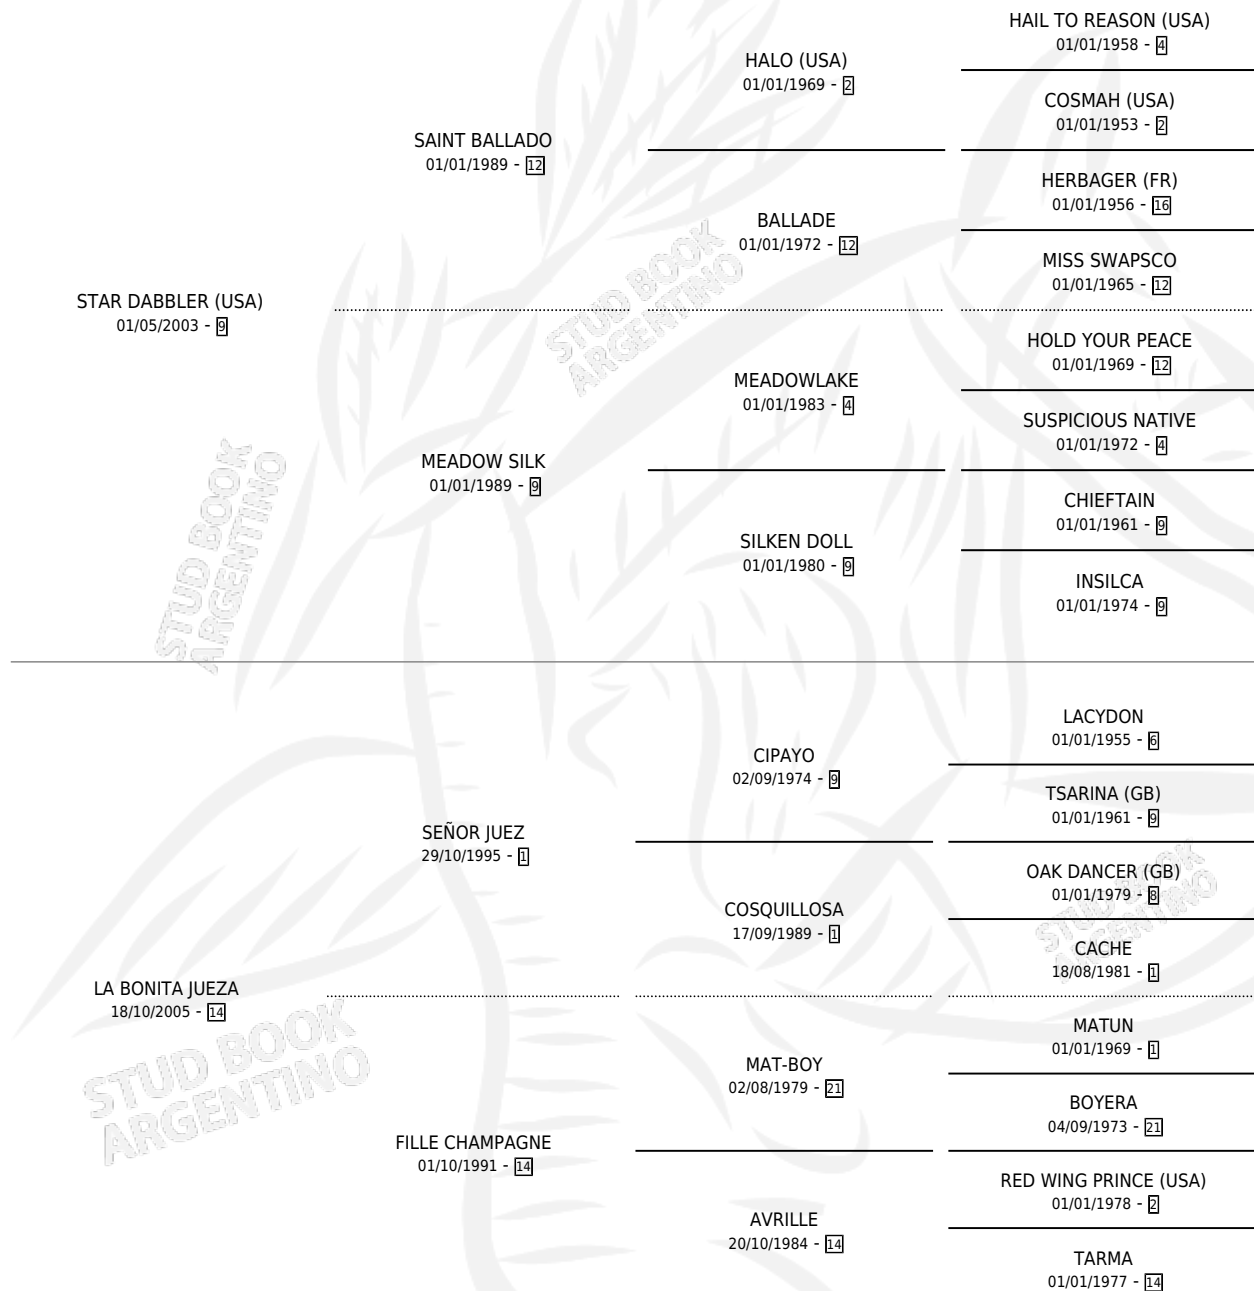 HAIL TO REASON (USA)
01/01/1958 - 4
HALO (USA)
01/01/1969 - 2
COSMAH (USA)
01/01/1953 - 2
SAINT BALLADO
01/01/1989 - 12
HERBAGER (FR)
01/01/1956 - 16
BALLADE
01/01/1972 - 12
MISS SWAPSCO
01/01/1965 - 12
STAR DABBLER (USA)
01/05/2003 - 9
HOLD YOUR PEACE
01/01/1969 - 12
MEADOWLAKE
01/01/1983 - 4
SUSPICIOUS NATIVE
01/01/1972 - 4
MEADOW SILK
01/01/1989 - 9
CHIEFTAIN
01/01/1961 - 9
SILKEN DOLL
01/01/1980 - 9
INSILCA
01/01/1974 - 9
LACYDON
01/01/1955 - 6
CIPAYO
02/09/1974 - 9
TSARINA (GB)
01/01/1961 - 9
SEÑOR JUEZ
29/10/1995 - 1
OAK DANCER (GB)
01/01/1979 - 8
COSQUILLOSA
17/09/1989 - 1
CACHE
18/08/1981 - 1
LA BONITA JUEZA
18/10/2005 - 14
MATUN
01/01/1969 - 1
MAT-BOY
02/08/1979 - 21
BOYERA
04/09/1973 - 21
FILLE CHAMPAGNE
01/10/1991 - 14
RED WING PRINCE (USA)
01/01/1978 - 2
AVRILLE
20/10/1984 - 14
TARMA
01/01/1977 - 14
STUD BOOK
ARGENTINO
STUD BOOK
ARGENTINO
STUD BOOK
ARGENTINO
STUD BOOK
ARGENTINO